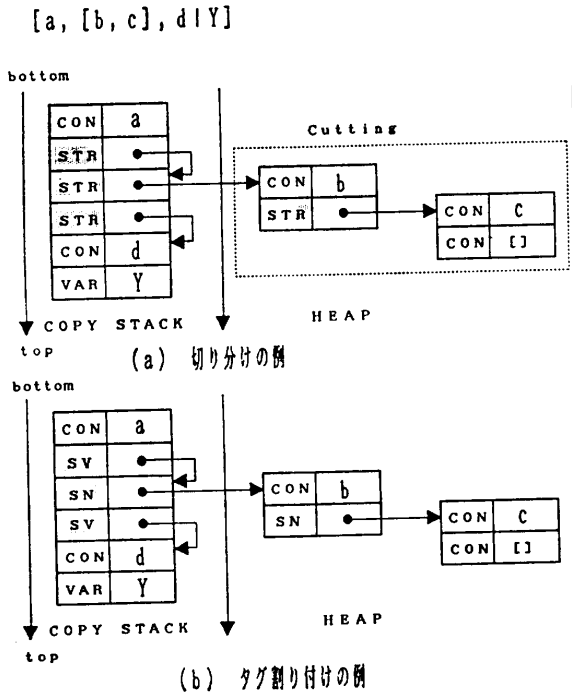 [a, [b, c], d|Y]
bottom
Cutting
CON a
STR
STR
STR
CON d
VAR Y
CON b
STR
CON C
CON []
COPY STACK
HEAP
top
(a) 切り分けの例
bottom
CON a
SV
SN
SV
CON d
VAR Y
CON b
SN
CON C
CON []
COPY STACK
HEAP
top
(b) タグ割り付けの例